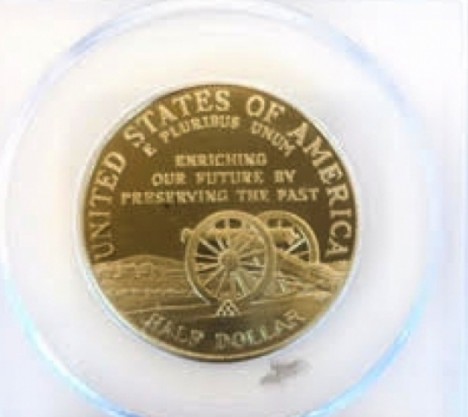 UNITED STATES OF AMERICA
E PLURIBUS UNUM
ENRICHING
OUR FUTURE BY
PRESERVING THE PAST
HALF DOLLAR